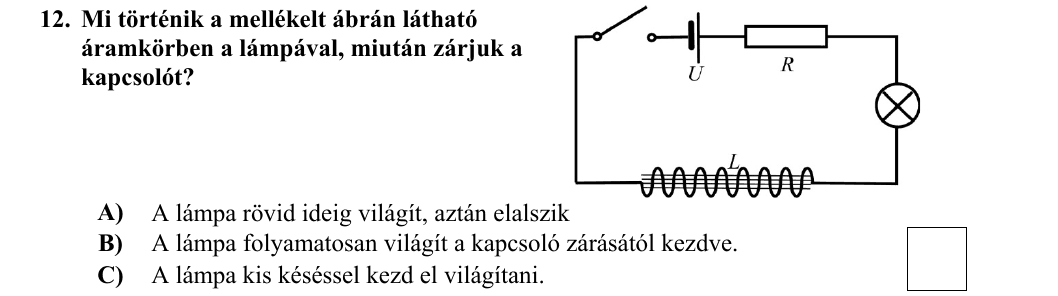 12. Mi történik a mellékelt ábrán látható
áramkörben a lámpával, miután zárjuk a
kapcsolót?
U
R
L
A) A lámpa rövid ideig világít, aztán elalszik
B) A lámpa folyamatosan világít a kapcsoló zárásától kezdve.
C) A lámpa kis késéssel kezd el világítani.